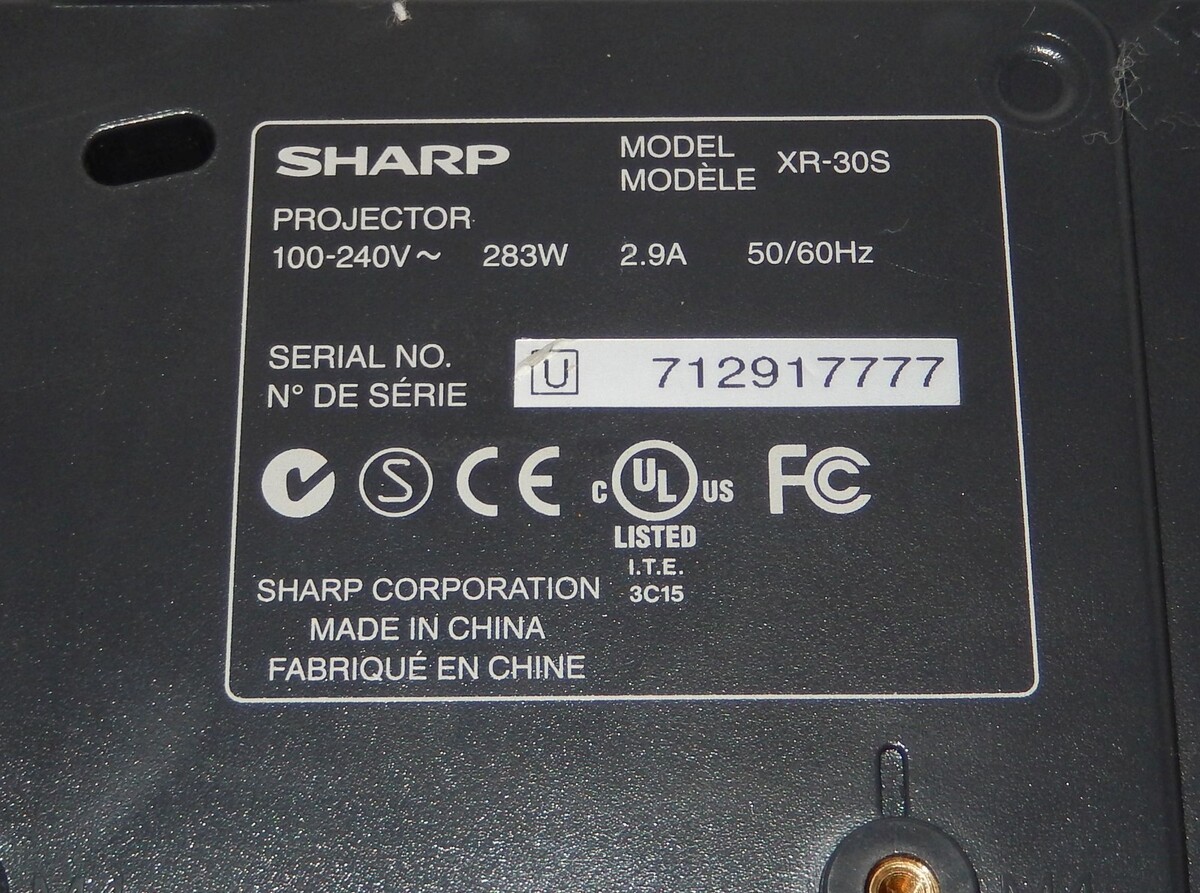 SHARP
MODEL
MODÈLE
XR-30S
PROJECTOR
100-240V~ 283W 2.9A 50/60Hz
SERIAL NO.
N° DE SÉRIE
U 712917777
S CE C UL US FC
LISTED
I.T.E.
3C15
SHARP CORPORATION
MADE IN CHINA
FABRIQUÉ EN CHINE